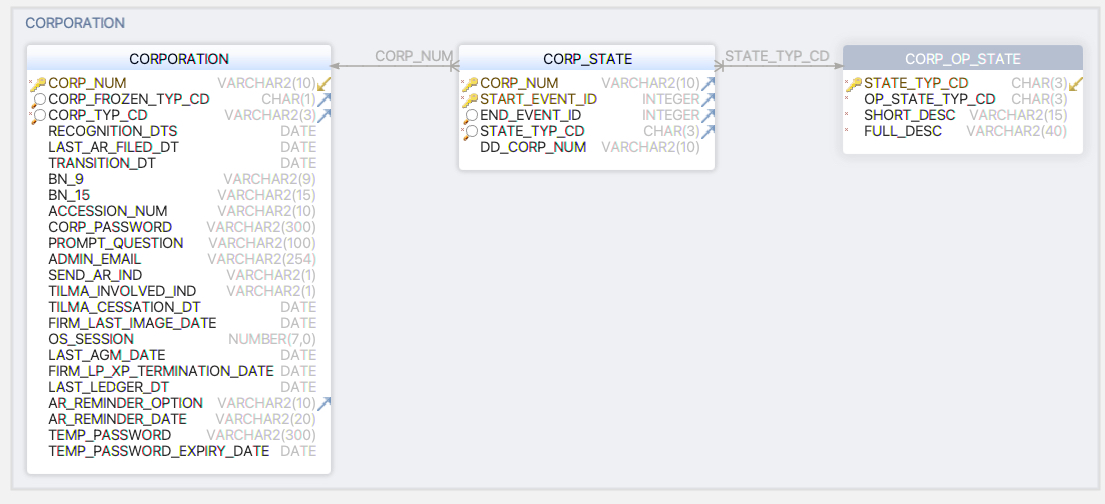 CORPORATION
CORPORATION
CORP_NUM VARCHAR2(10)
CORP_FROZEN_TYP_CD CHAR(1)
CORP_TYP_CD VARCHAR2(3)
RECOGNITION_DTS DATE
LAST_AR_FILED_DT DATE
TRANSITION_DT DATE
BN_9 VARCHAR2(9)
BN_15 VARCHAR2(15)
ACCESSION_NUM VARCHAR2(10)
CORP_PASSWORD VARCHAR2(300)
PROMPT_QUESTION VARCHAR2(100)
ADMIN_EMAIL VARCHAR2(254)
SEND_AR_IND VARCHAR2(1)
TILMA_INVOLVED_IND VARCHAR2(1)
TILMA_CESSATION_DT DATE
FIRM_LAST_IMAGE_DATE DATE
OS_SESSION NUMBER(7,0)
LAST_AGM_DATE DATE
FIRM_LP_XP_TERMINATION_DATE DATE
LAST_LEDGER_DT DATE
AR_REMINDER_OPTION VARCHAR2(10)
AR_REMINDER_DATE VARCHAR2(20)
TEMP_PASSWORD VARCHAR2(300)
TEMP_PASSWORD_EXPIRY_DATE DATE
CORP_NUM
CORP_STATE
CORP_NUM VARCHAR2(10)
START_EVENT_ID INTEGER
END_EVENT_ID INTEGER
STATE_TYP_CD CHAR(3)
DD_CORP_NUM VARCHAR2(10)
STATE_TYP_CD
CORP_OP_STATE
STATE_TYP_CD CHAR(3)
OP_STATE_TYP_CD CHAR(3)
SHORT_DESC VARCHAR2(15)
FULL_DESC VARCHAR2(40)